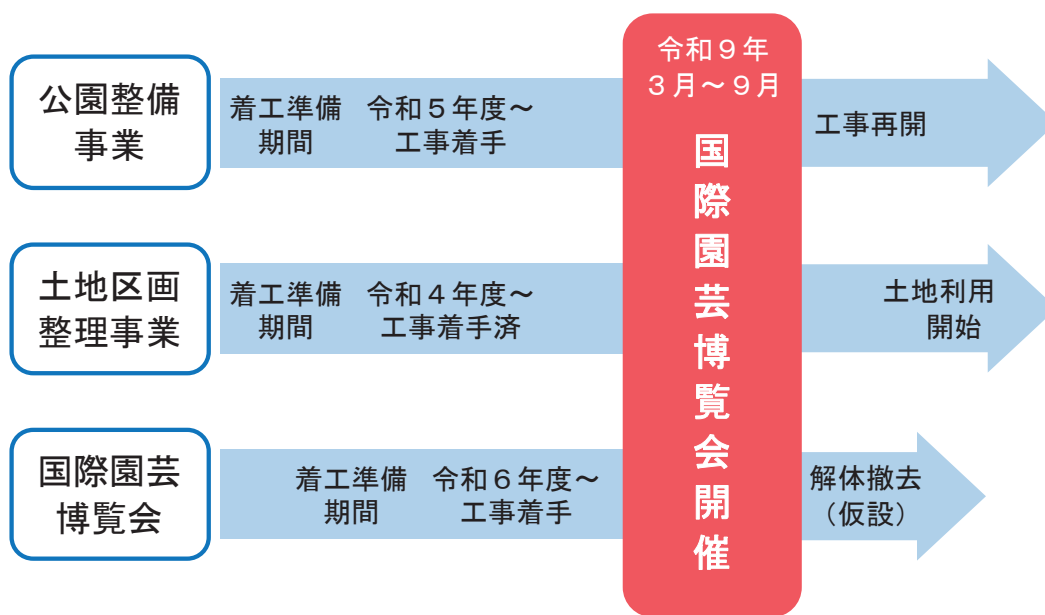 令和９年
３月～９月
国際園芸博覧会開催
公園整備
事業
着工準備
期間
令和５年度～
工事着手
工事再開
土地区画
整理事業
着工準備
期間
令和４年度～
工事着手済
土地利用
開始
国際園芸
博覧会
着工準備
期間
令和６年度～
工事着手
解体撤去
（仮設）